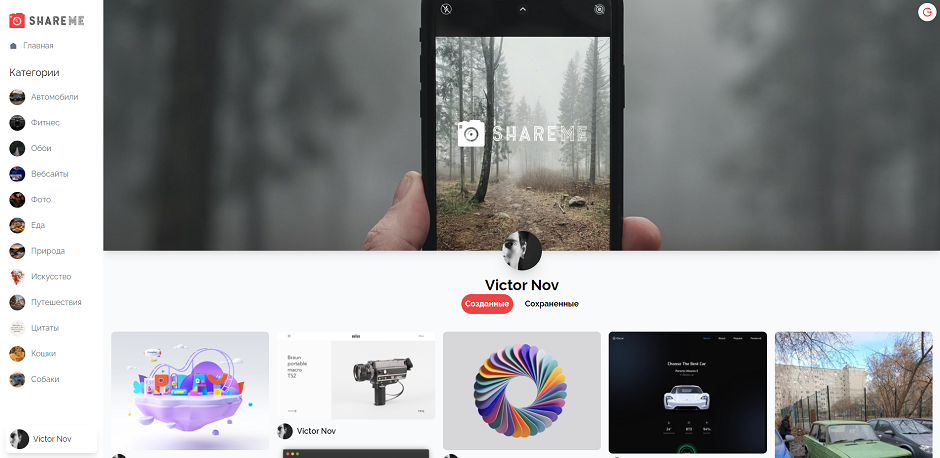 SHAREME
Главная
Категории
Автомобили
Фитнес
Обои
Вебсайты
Фото
Еда
Природа
Искусство
Путешествия
Цитаты
Кошки
Собаки
Victor Nov
SHAREME
Victor Nov
Созданные
Сохраненные
Braun
portable
macro
TS2
Victor Nov
Choose The Best Car